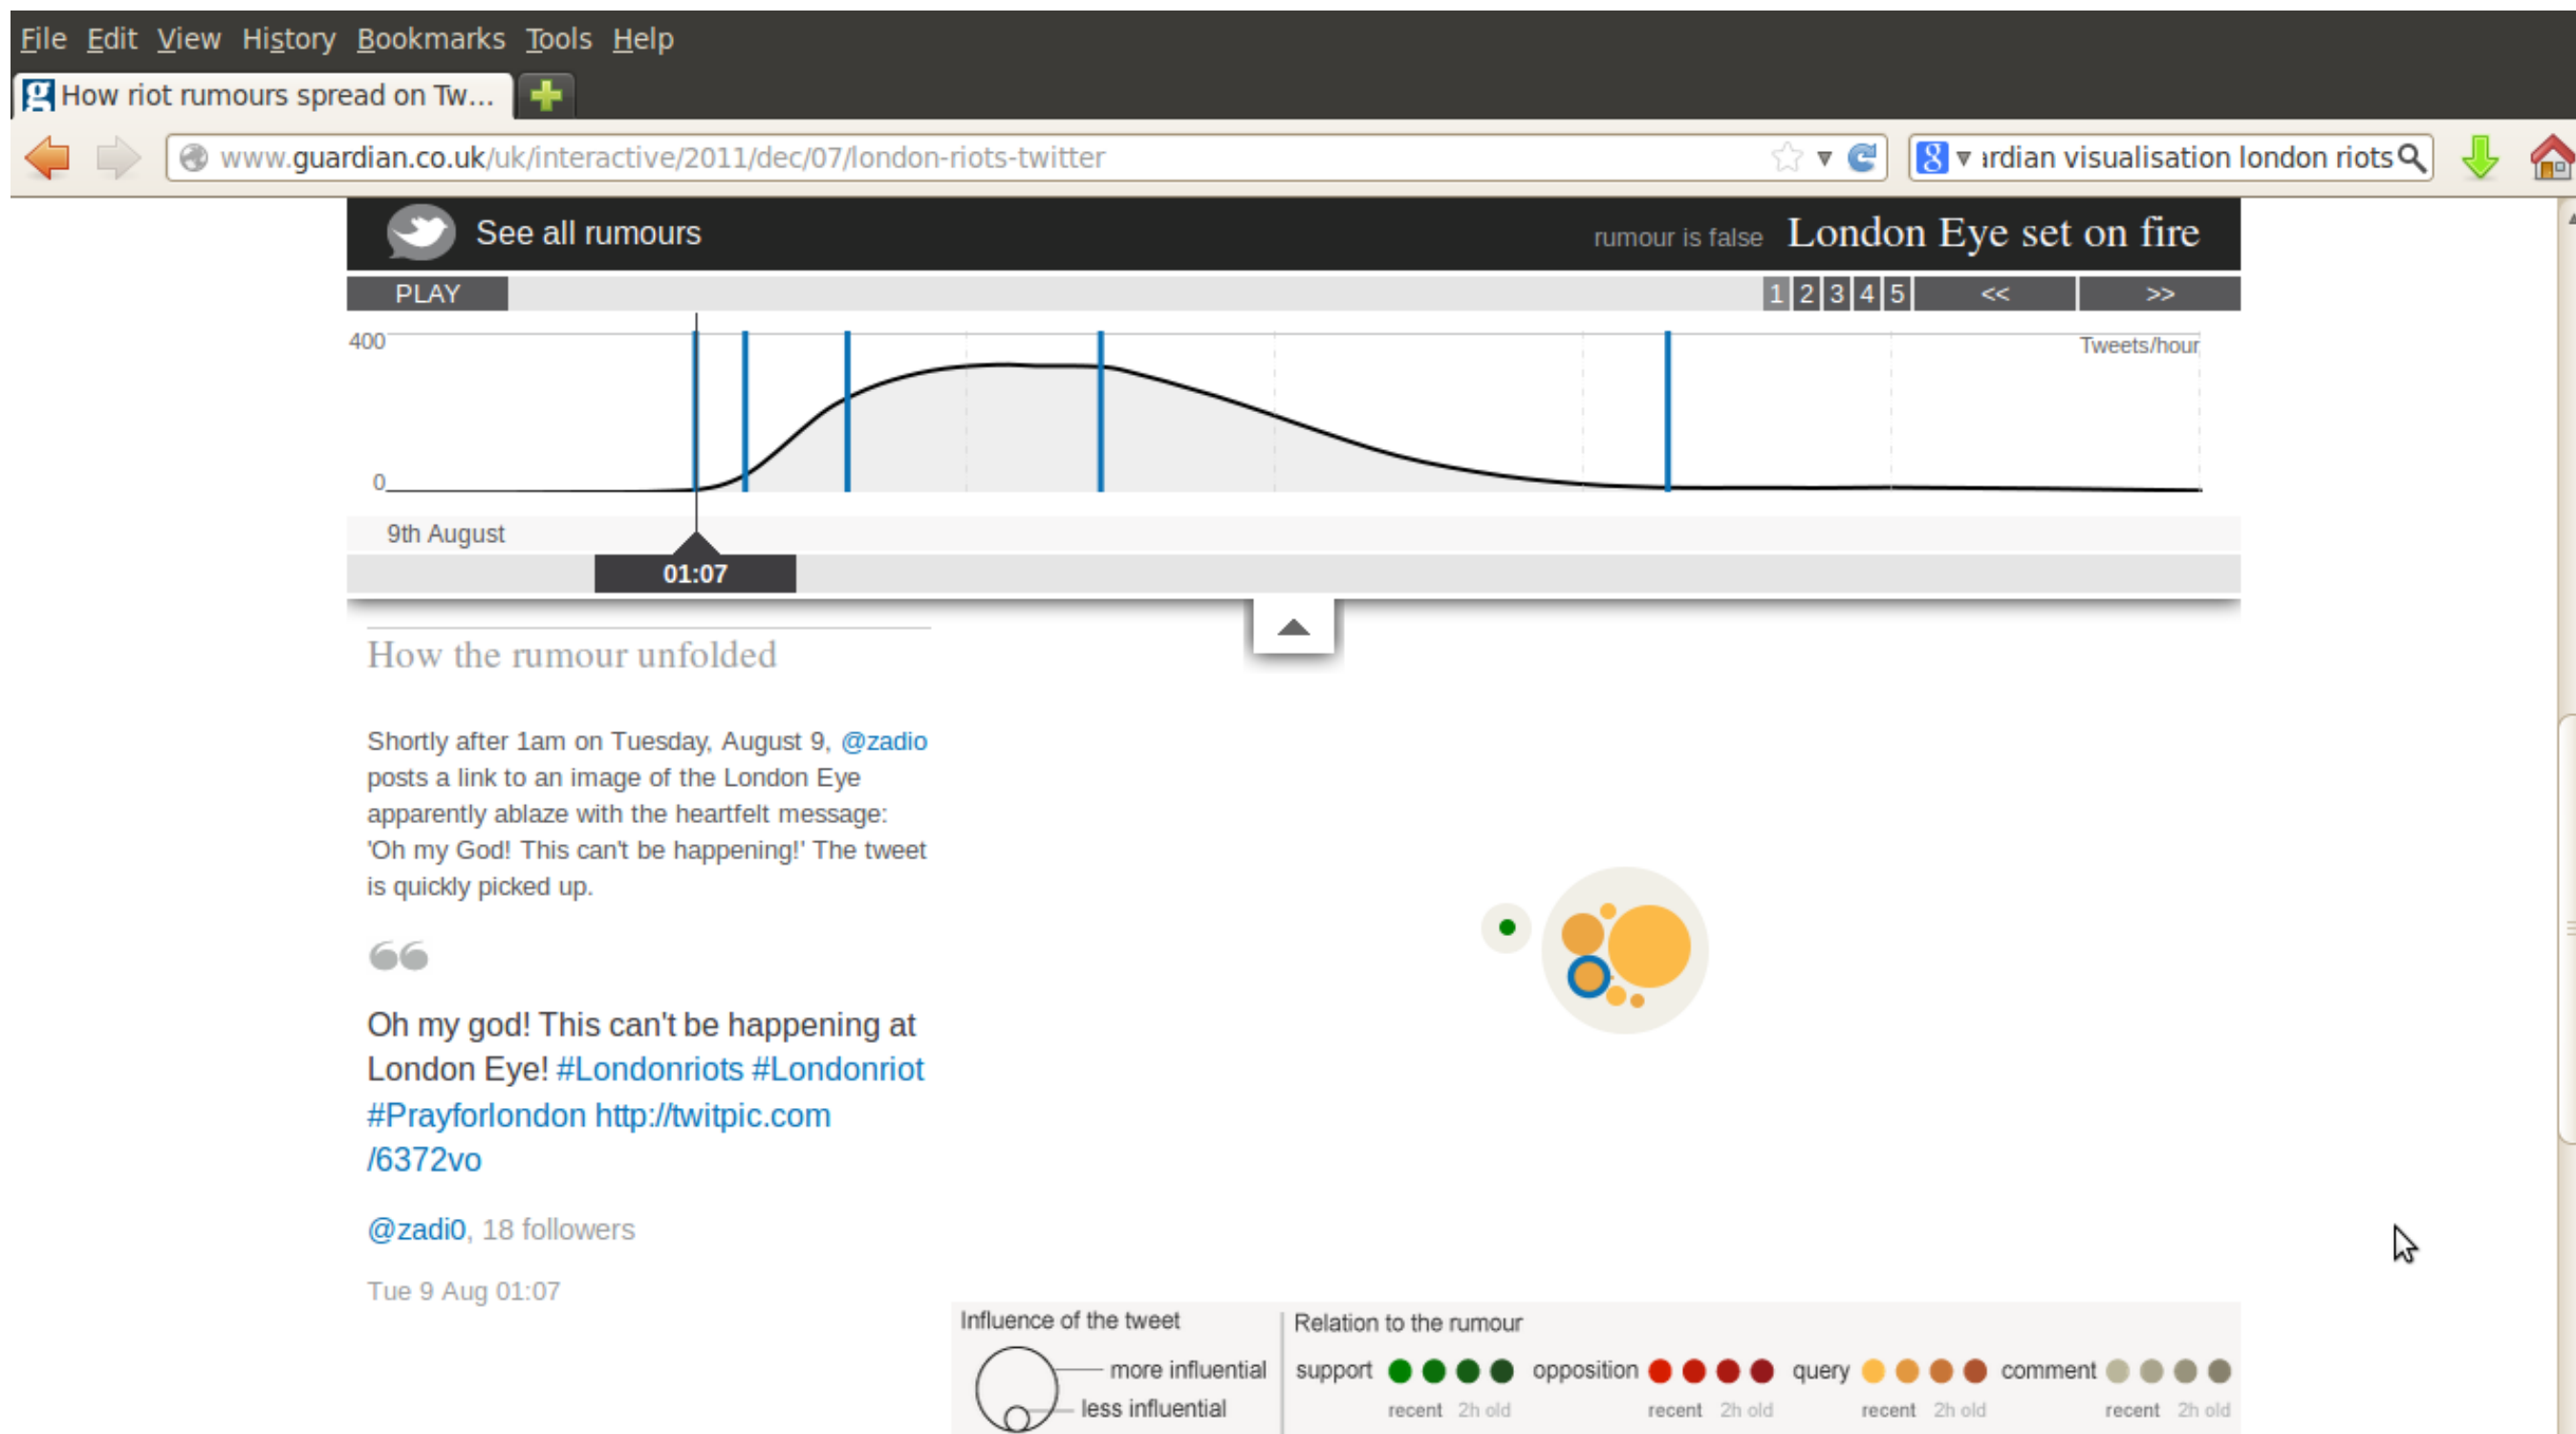 File Edit View History Bookmarks Tools Help
g How riot rumours spread on Tw...
www.guardian.co.uk/uk/interactive/2011/dec/07/london-riots-twitter
8 ardian visualisation london riots
See all rumours
rumour is false London Eye set on fire
PLAY
1 2 3 4 5 << >>
400
Tweets/hour
0
9th August
01:07
How the rumour unfolded
Shortly after 1am on Tuesday, August 9, @zadio
posts a link to an image of the London Eye
apparently ablaze with the heartfelt message:
'Oh my God! This can't be happening!' The tweet
is quickly picked up.
“
Oh my god! This can't be happening at
London Eye! #Londonriots #Londonriot
#Prayforlondon http://twitpic.com
/6372vo
@zadi0, 18 followers
Tue 9 Aug 01:07
Influence of the tweet
more influential
less influential
Relation to the rumour
support opposition query comment
recent 2h old recent 2h old recent 2h old recent 2h old